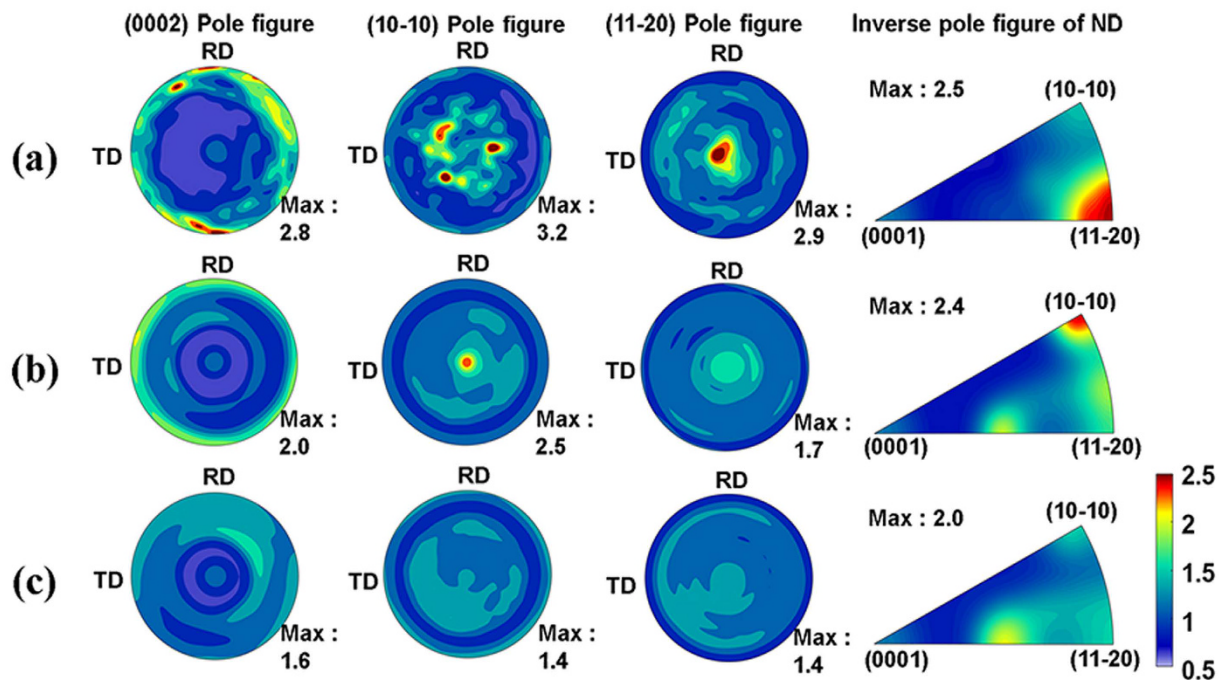 (0002) Pole figure (10-10) Pole figure (11-20) Pole figure Inverse pole figure of ND
RD RD RD
Max : 2.5 (10-10)
(a) TD TD TD
Max : Max : Max :
2.8 3.2 2.9 (0001) (11-20)
RD RD RD
Max : 2.4 (10-10)
(b) TD TD TD
Max : Max : Max :
2.0 2.5 1.7 (0001) (11-20)
RD RD RD
2.5
Max : 2.0 (10-10)
2
(c) TD TD TD
1.5
1
Max : Max : Max :
1.6 1.4 1.4 (0001) (11-20) 0.5